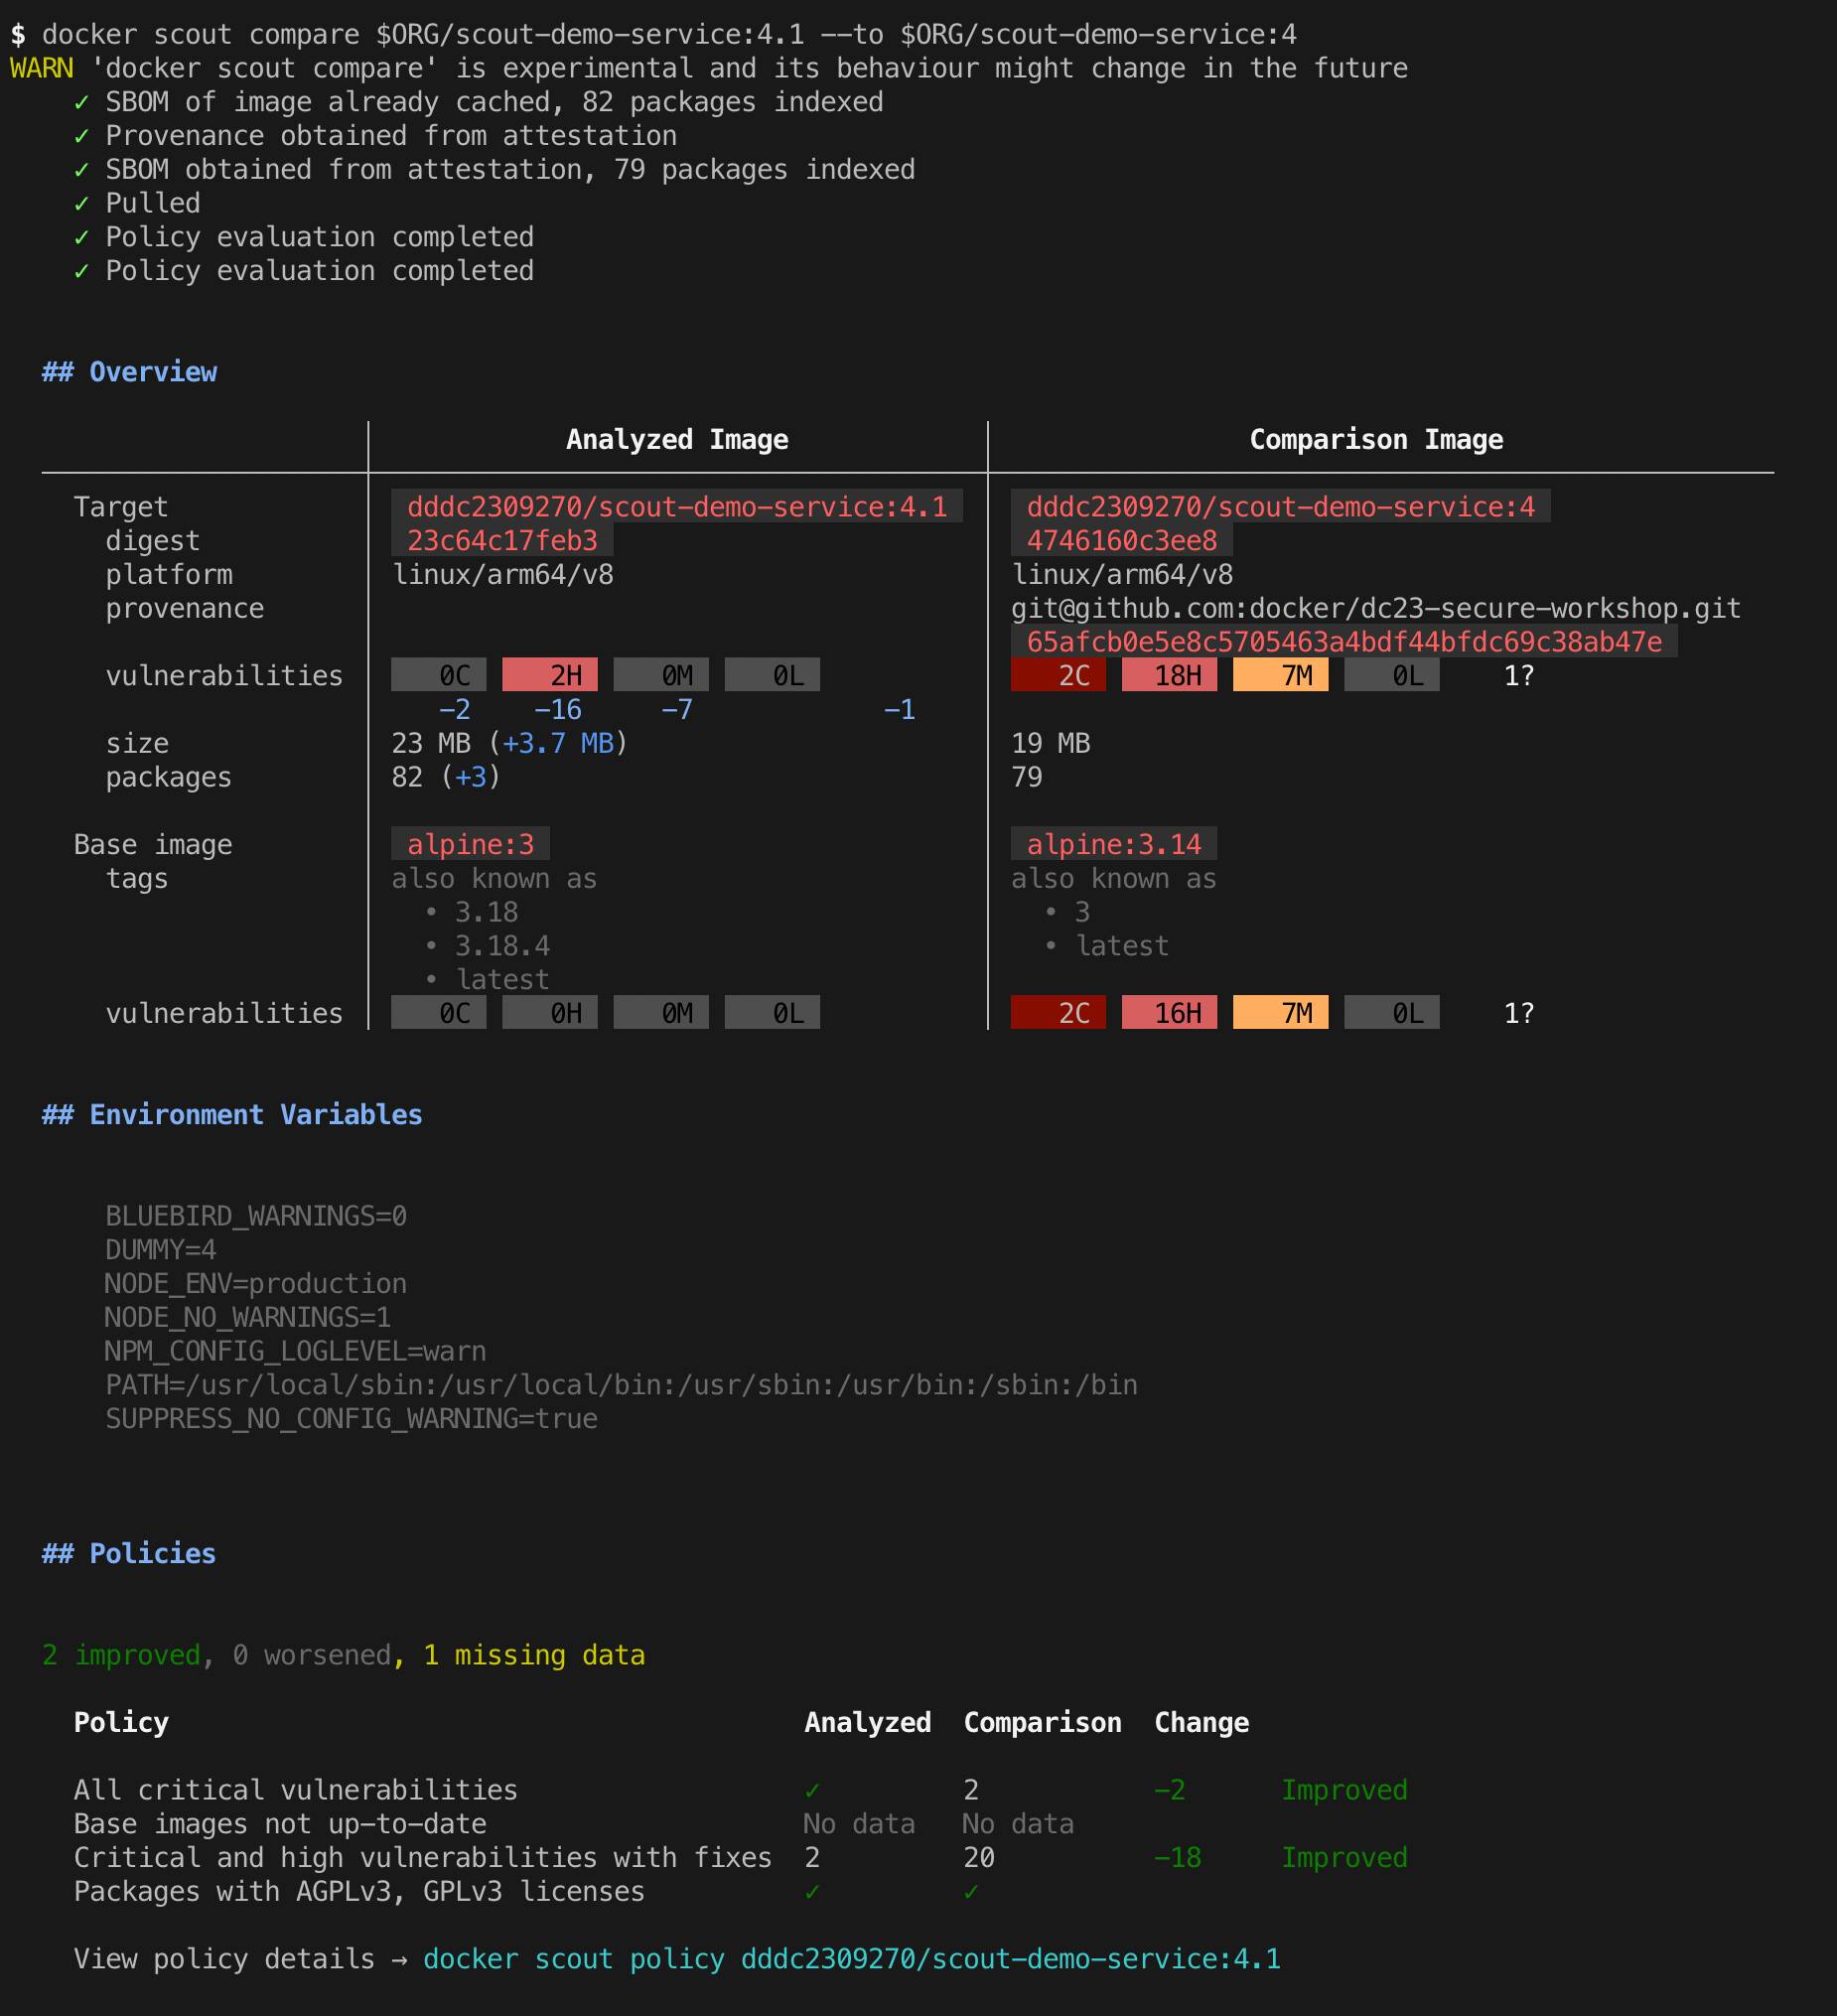 $ docker scout compare $ORG/scout-demo-service:4.1 --to $ORG/scout-demo-service:4
WARN 'docker scout compare' is experimental and its behaviour might change in the future
✓ SBOM of image already cached, 82 packages indexed
✓ Provenance obtained from attestation
✓ SBOM obtained from attestation, 79 packages indexed
✓ Pulled
✓ Policy evaluation completed
✓ Policy evaluation completed
## Overview
Analyzed Image Comparison Image
Target dddc2309270/scout-demo-service:4.1 dddc2309270/scout-demo-service:4
digest 23c64c17feb3 4746160c3ee8
platform linux/arm64/v8 linux/arm64/v8
provenance git@github.com:docker/dc23-secure-workshop.git
65afcb0e5e8c5705463a4bdf44bfdc69c38ab47e
vulnerabilities 0C 2H 0M 0L 2C 18H 7M 0L 1?
-2 -16 -7 -1
size 23 MB (+3.7 MB) 19 MB
packages 82 (+3) 79
Base image alpine:3 alpine:3.14
tags also known as also known as
• 3.18 • 3
• 3.18.4 • latest
• latest
vulnerabilities 0C 0H 0M 0L 2C 16H 7M 0L 1?
## Environment Variables
BLUEBIRD_WARNINGS=0
DUMMY=4
NODE_ENV=production
NODE_NO_WARNINGS=1
NPM_CONFIG_LOGLEVEL=warn
PATH=/usr/local/sbin:/usr/local/bin:/usr/sbin:/usr/bin:/sbin:/bin
SUPPRESS_NO_CONFIG_WARNING=true
## Policies
2 improved, 0 worsened, 1 missing data
Policy Analyzed Comparison Change
All critical vulnerabilities ✓ 2 -2 Improved
Base images not up-to-date No data No data
Critical and high vulnerabilities with fixes 2 20 -18 Improved
Packages with AGPLv3, GPLv3 licenses ✓ ✓
View policy details → docker scout policy dddc2309270/scout-demo-service:4.1